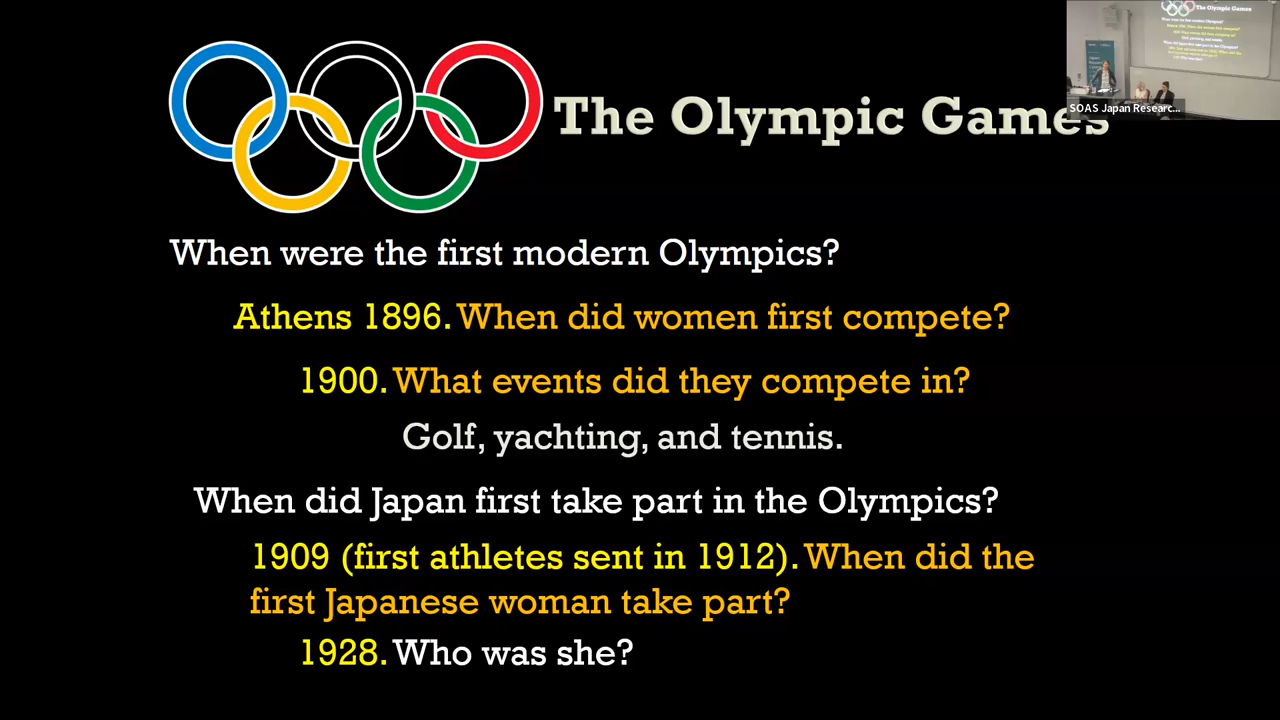 The Olympic Games
SOAS Japan Researc...
When were the first modern Olympics?
Athens 1896. When did women first compete?
1900. What events did they compete in?
Golf, yachting, and tennis.
When did Japan first take part in the Olympics?
1909 (first athletes sent in 1912). When did the
first Japanese woman take part?
1928. Who was she?